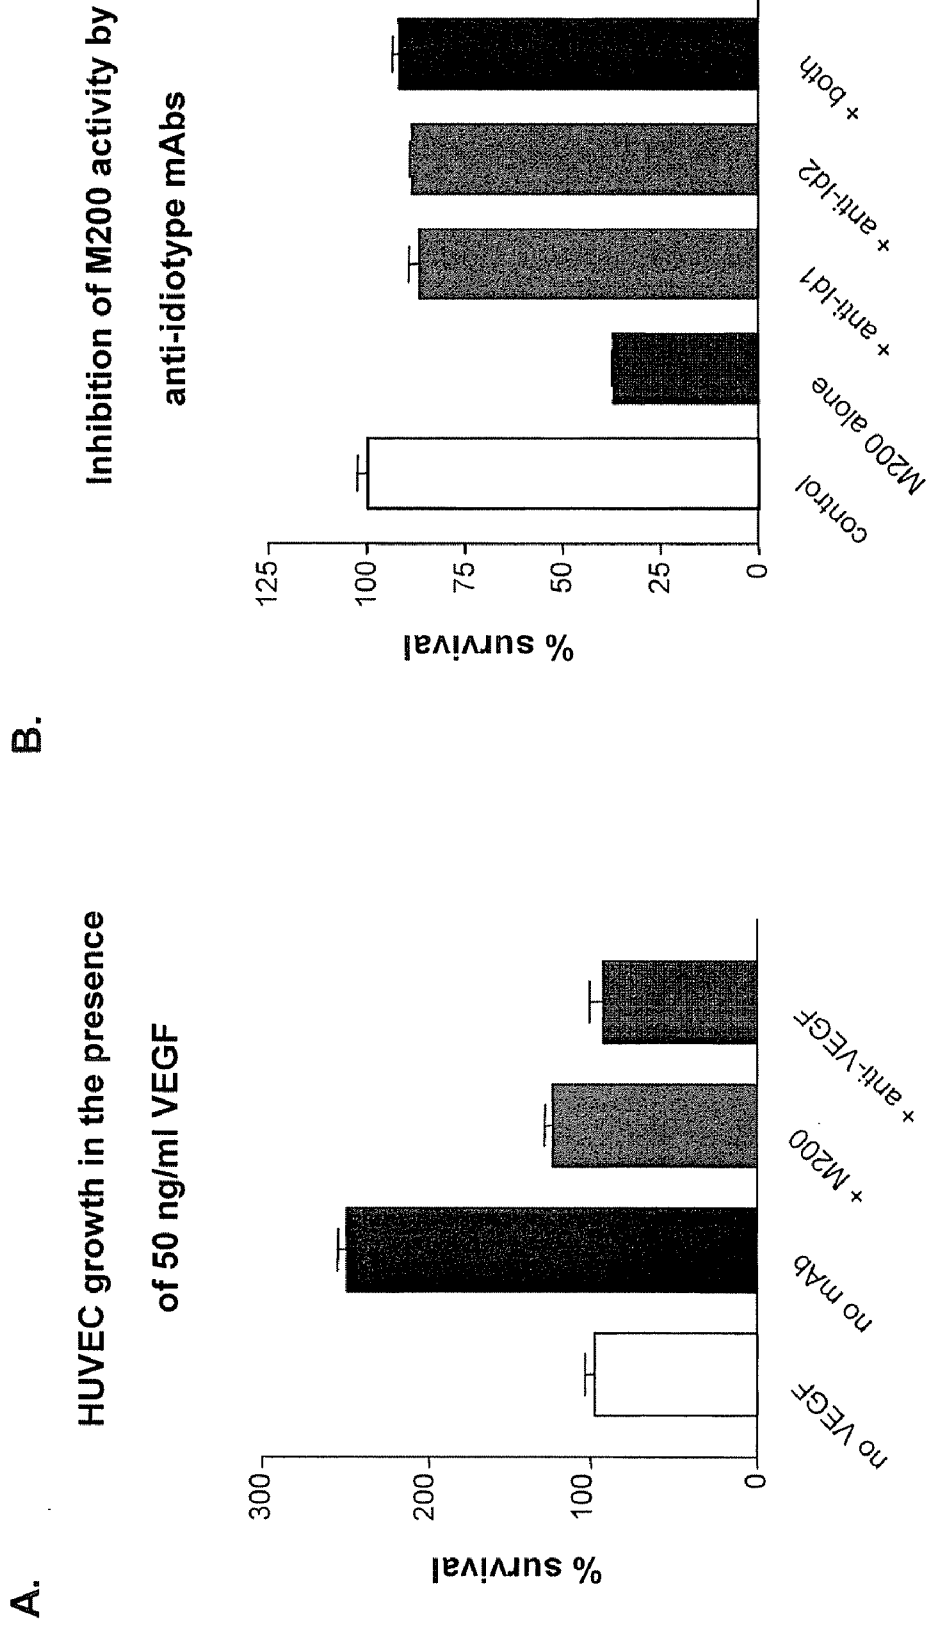 A.
HUVEC growth in the presence
of 50 ng/ml VEGF
% survival
300
200
100
0
no VEGF
no mAb
+ M200
+ anti-VEGF
B.
Inhibition of M200 activity by
anti-idiotype mAbs
% survival
125
100
75
50
25
0
control
M200 alone
+ anti-Id1
+ anti-Id2
+ both